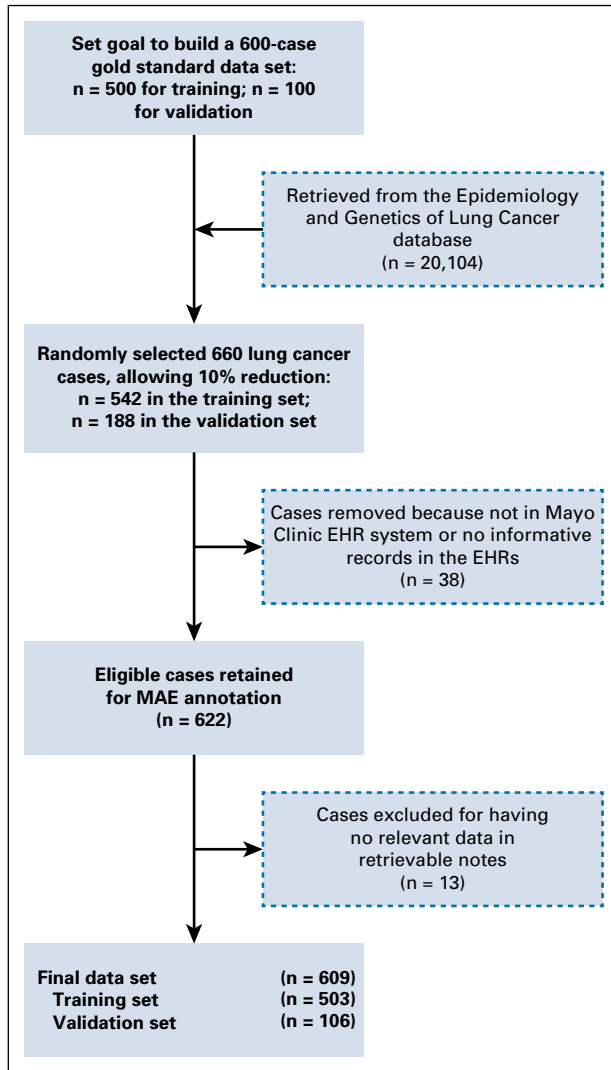 Set goal to build a 600-case
gold standard data set:
n = 500 for training; n = 100
for validation
Retrieved from the Epidemiology
and Genetics of Lung Cancer
database
(n = 20,104)
Randomly selected 660 lung cancer
cases, allowing 10% reduction:
n = 542 in the training set;
n = 188 in the validation set
Cases removed because not in Mayo
Clinic EHR system or no informative
records in the EHRs
(n = 38)
Eligible cases retained
for MAE annotation
(n = 622)
Cases excluded for having
no relevant data in
retrievable notes
(n = 13)
Final data set (n = 609)
Training set (n = 503)
Validation set (n = 106)